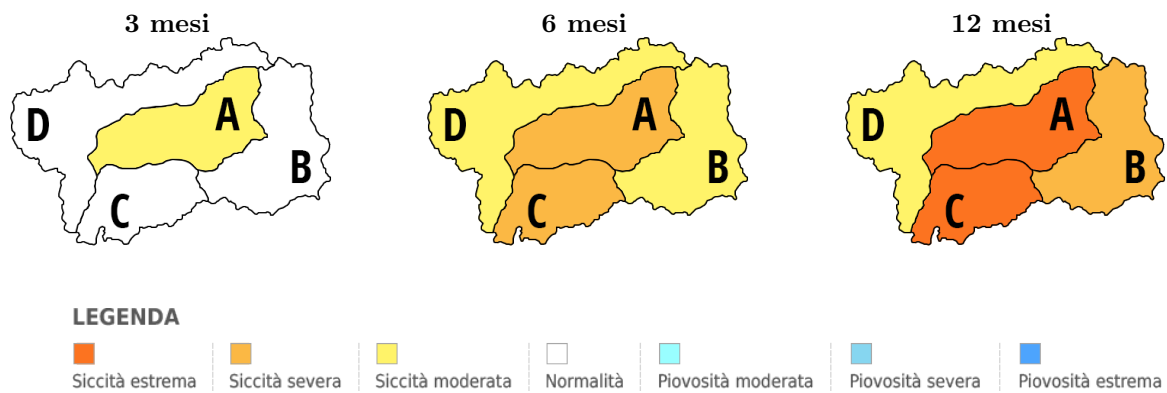 3 mesi 6 mesi 12 mesi
A A A
D D D
B B B
C C C
LEGENDA
Siccità estrema Siccità severa Siccità moderata Normalità Piovosità moderata Piovosità severa Piovosità estrema